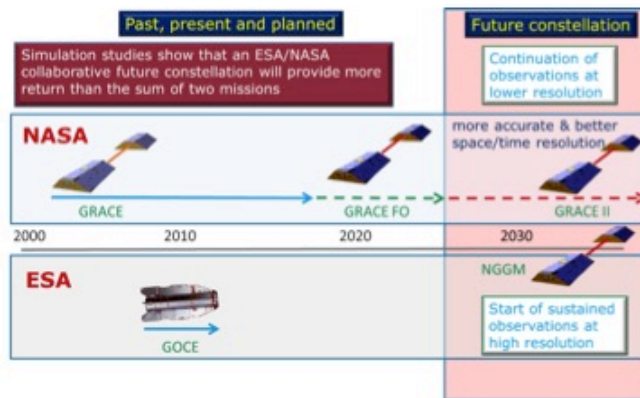 Past, present and planned
Future constellation
Simulation studies show that an ESA/NASA
collaborative future constellation will provide more
return than the sum of two missions
Continuation of
observations at
lower resolution
NASA
more accurate & better
space/time resolution
GRACE
GRACE FO
GRACE II
2000
2010
2020
2030
ESA
NGGM
GOCE
Start of sustained
observations at
high resolution